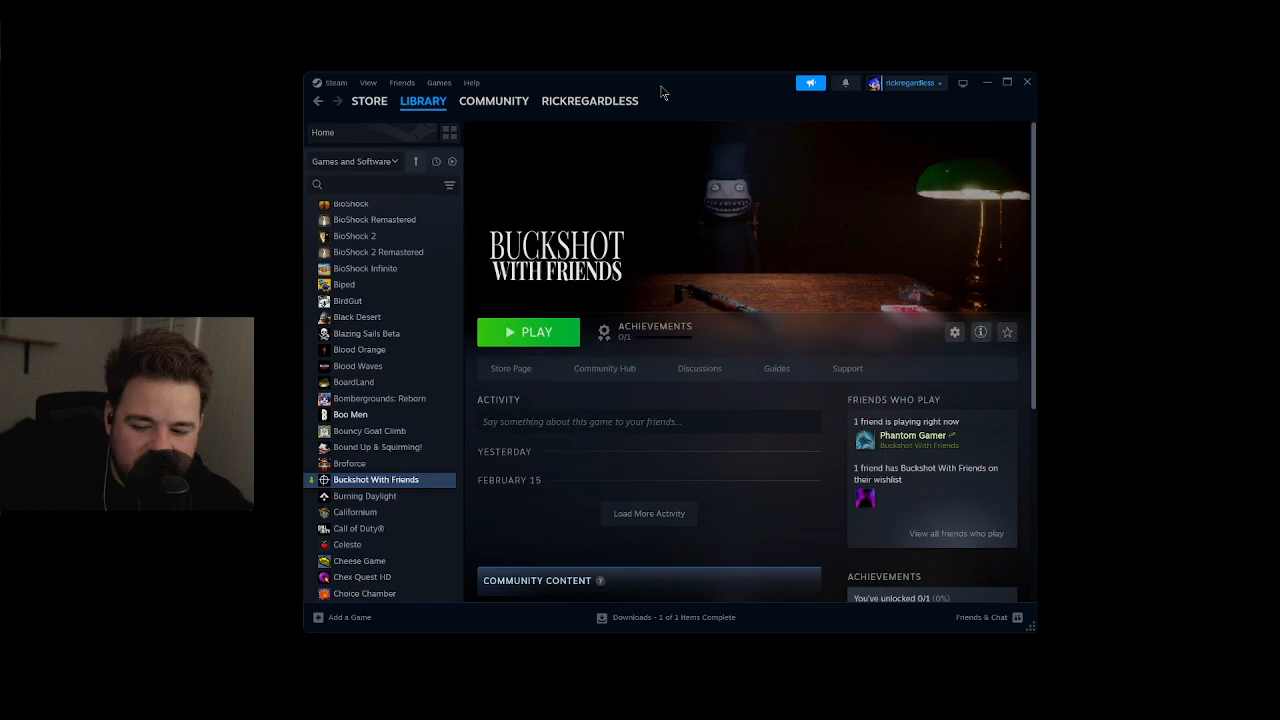 Steam View Friends Games Help
rickregardless
STORE LIBRARY COMMUNITY RICKREGARDLESS
Home
Games and Software
BioShock
BioShock Remastered
BioShock 2
BioShock 2 Remastered
BioShock Infinite
Biped
BirdGut
Black Desert
Blazing Sails Beta
Blood Orange
Blood Waves
BoardLand
Bombergrounds: Reborn
Boo Men
Bouncy Goat Climb
Bound Up & Squirming!
Broforce
Buckshot With Friends
Burning Daylight
Californium
Call of Duty®
Celeste
Cheese Game
Chex Quest HD
Choice Chamber
BUCKSHOT
WITH FRIENDS
PLAY
ACHIEVEMENTS
0/1
Store Page Community Hub Discussions Guides Support
ACTIVITY
Say something about this game to your friends...
YESTERDAY
FEBRUARY 15
Load More Activity
COMMUNITY CONTENT ?
FRIENDS WHO PLAY
1 friend is playing right now
Phantom Gamer
Buckshot With Friends
1 friend has Buckshot With Friends on
their wishlist
View all friends who play
ACHIEVEMENTS
You've unlocked 0/1 (0%)
Add a Game
Downloads - 1 of 1 Items Complete
Friends & Chat